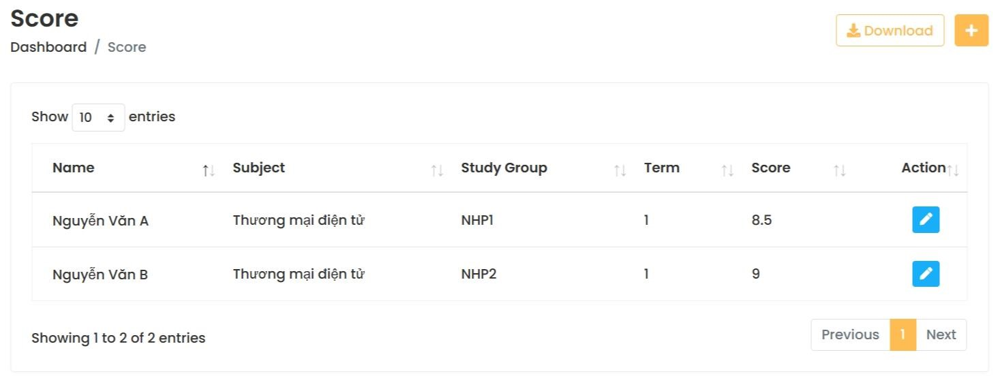 Score
Download
Dashboard / Score
Show 10 entries
Name Subject Study Group Term Score Action
Nguyễn Văn A Thương mại điện tử NHP1 1 8.5
Nguyễn Văn B Thương mại điện tử NHP2 1 9
Showing 1 to 2 of 2 entries
Previous 1 Next